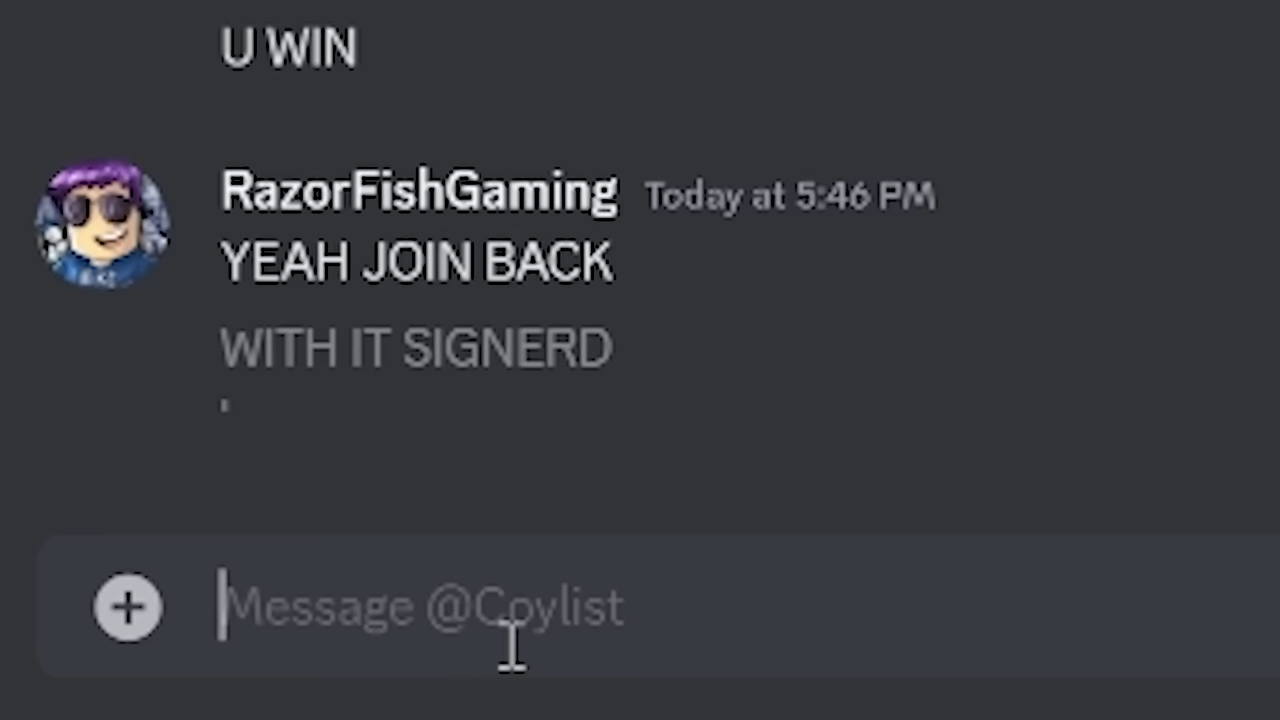 U WIN
RazorFishGaming Today at 5:46 PM
YEAH JOIN BACK
WITH IT SIGNERD
'
Message @Coylist